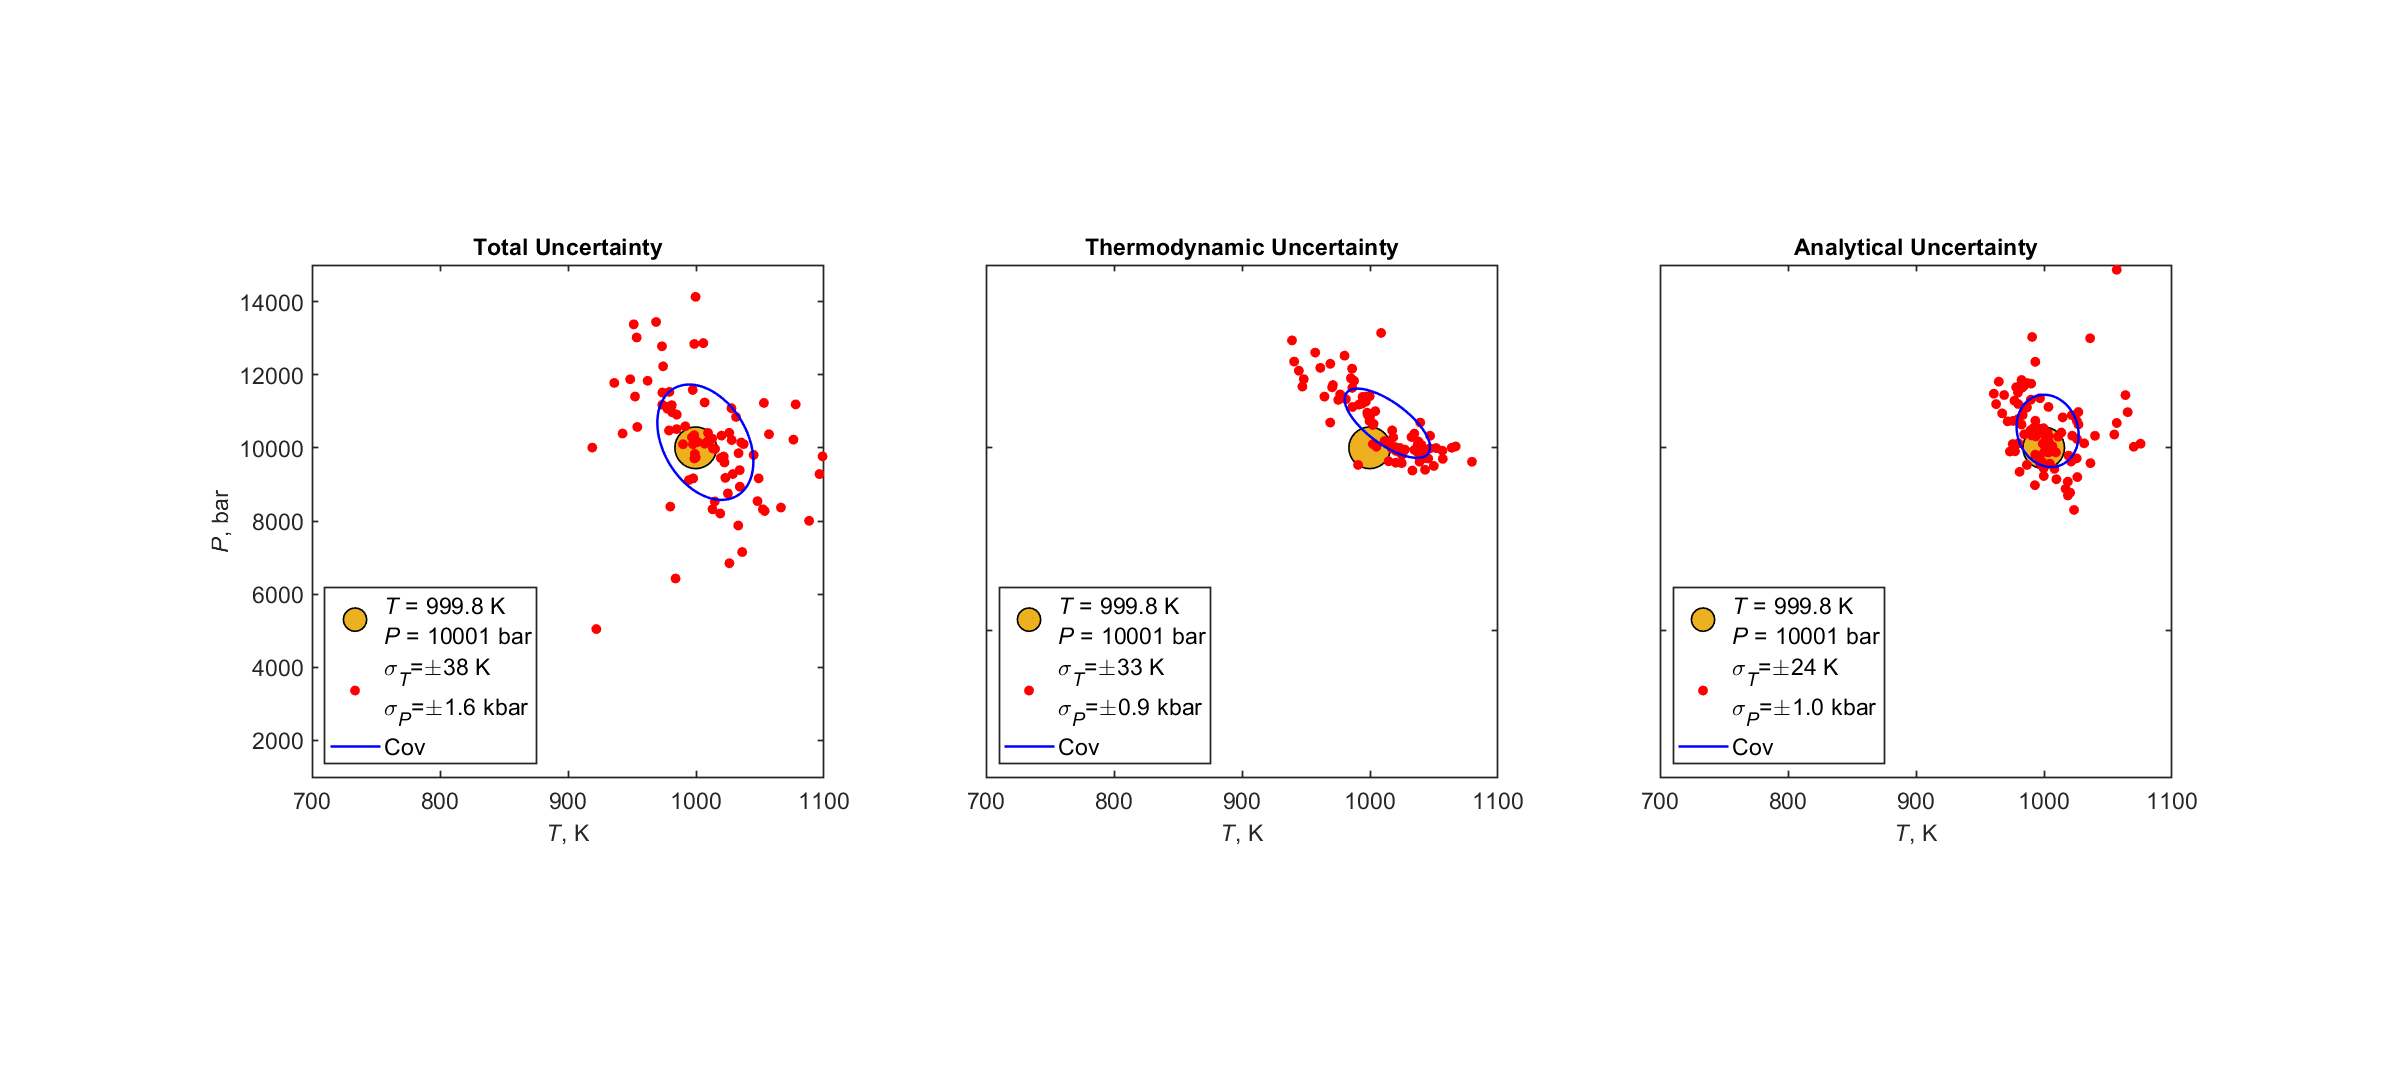 Total Uncertainty
14000
12000
10000
8000
6000
4000
2000
P, bar
700 800 900 1000 1100
T, K
T = 999.8 K
P = 10001 bar
σT=±38 K
σP=±1.6 kbar
Cov
Thermodynamic Uncertainty
700 800 900 1000 1100
T, K
T = 999.8 K
P = 10001 bar
σT=±33 K
σP=±0.9 kbar
Cov
Analytical Uncertainty
700 800 900 1000 1100
T, K
T = 999.8 K
P = 10001 bar
σT=±24 K
σP=±1.0 kbar
Cov